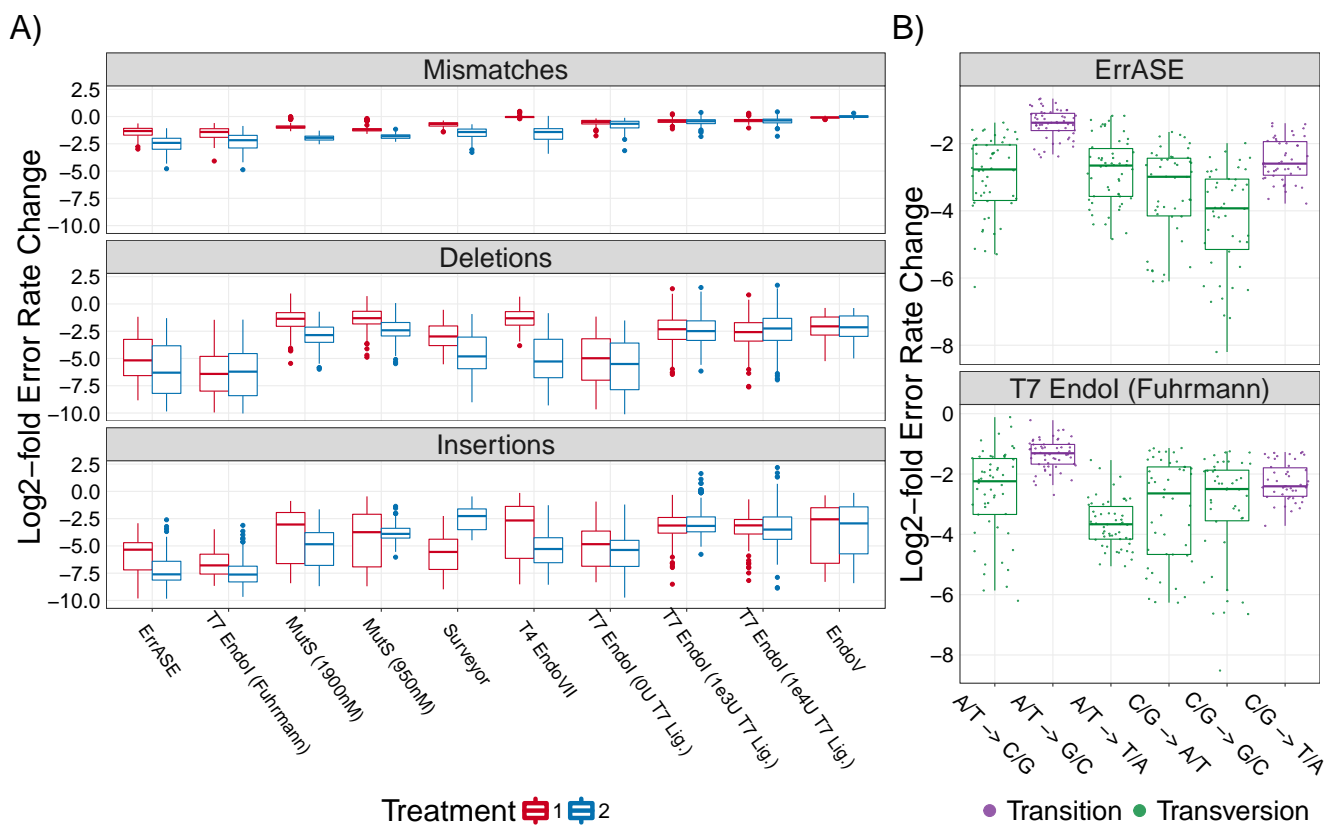 A)
Mismatches
2.5
0.0
−2.5
−5.0
−7.5
−10.0
Deletions
2.5
0.0
−2.5
−5.0
−7.5
−10.0
Insertions
2.5
0.0
−2.5
−5.0
−7.5
−10.0
Log2−fold Error Rate Change
ErrASE
T7 EndoI (Fuhrmann)
MutS (1900nM)
MutS (950nM)
Surveyor
T4 EndoVII
T7 EndoI (0U T7 Lig.)
T7 EndoI (1e3U T7 Lig.)
T7 EndoI (1e4U T7 Lig.)
EndoV
Treatment 1 2
B)
ErrASE
−2
−4
−6
−8
T7 EndoI (Fuhrmann)
0
−2
−4
−6
−8
Log2−fold Error Rate Change
A/T −> C/G
A/T −> G/C
A/T −> T/A
C/G −> A/T
C/G −> G/C
C/G −> T/A
Transition Transversion